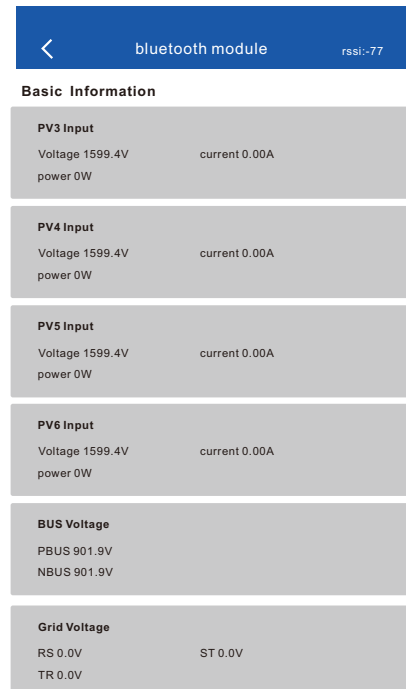 bluetooth module rssi:-77
Basic Information
PV3 Input
Voltage 1599.4V current 0.00A
power 0W
PV4 Input
Voltage 1599.4V current 0.00A
power 0W
PV5 Input
Voltage 1599.4V current 0.00A
power 0W
PV6 Input
Voltage 1599.4V current 0.00A
power 0W
BUS Voltage
PBUS 901.9V
NBUS 901.9V
Grid Voltage
RS 0.0V ST 0.0V
TR 0.0V